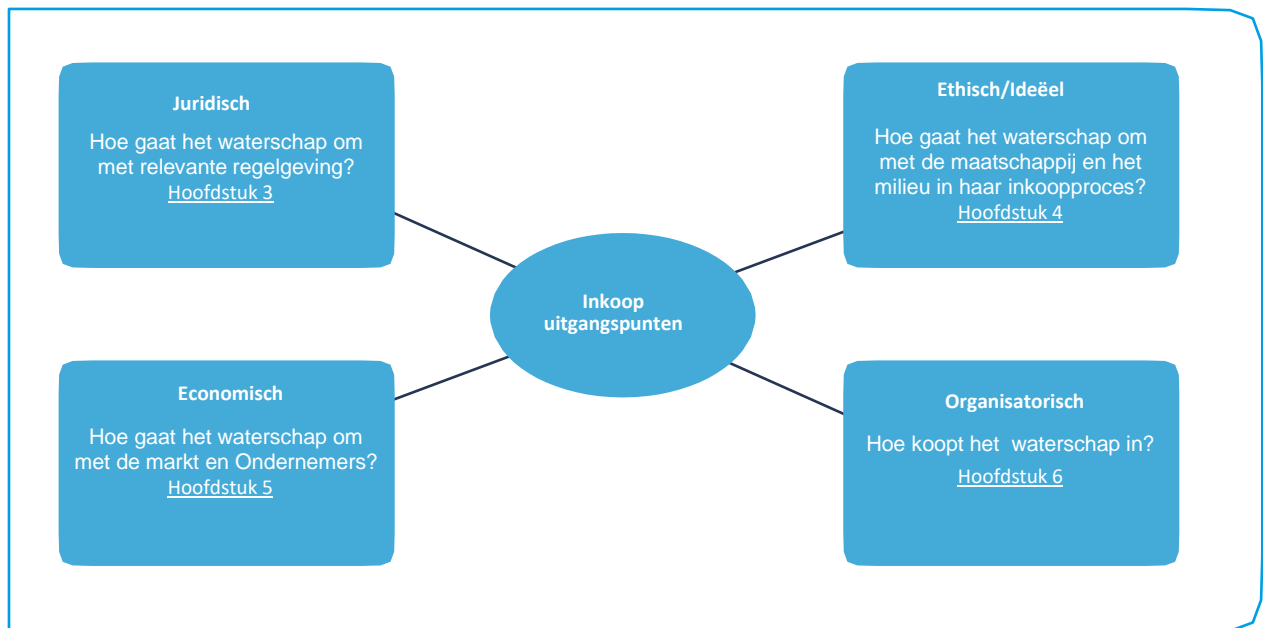 Juridisch
Hoe gaat het waterschap om
met relevante regelgeving?
Hoofdstuk 3
Ethisch/Ideëel
Hoe gaat het waterschap om
met de maatschappij en het
milieu in haar inkoopproces?
Hoofdstuk 4
Inkoop
uitgangspunten
Economisch
Hoe gaat het waterschap om
met de markt en Ondernemers?
Hoofdstuk 5
Organisatorisch
Hoe koopt het  waterschap in?
Hoofdstuk 6